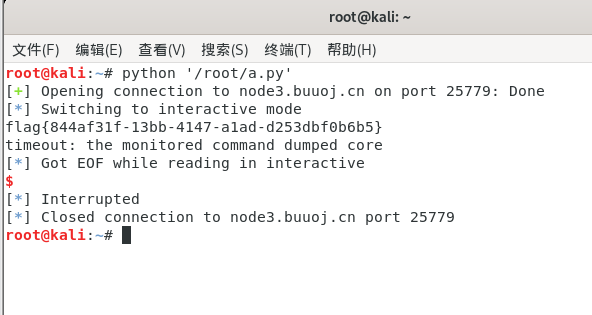 root@kali: ~
文件(F) 编辑(E) 查看(V) 搜索(S) 终端(T) 帮助(H)
root@kali:~# python '/root/a.py'
[+] Opening connection to node3.buuoj.cn on port 25779: Done
[*] Switching to interactive mode
flag{844af31f-13bb-4147-a1ad-d253dbf0b6b5}
timeout: the monitored command dumped core
[*] Got EOF while reading in interactive
$
[*] Interrupted
[*] Closed connection to node3.buuoj.cn port 25779
root@kali:~#